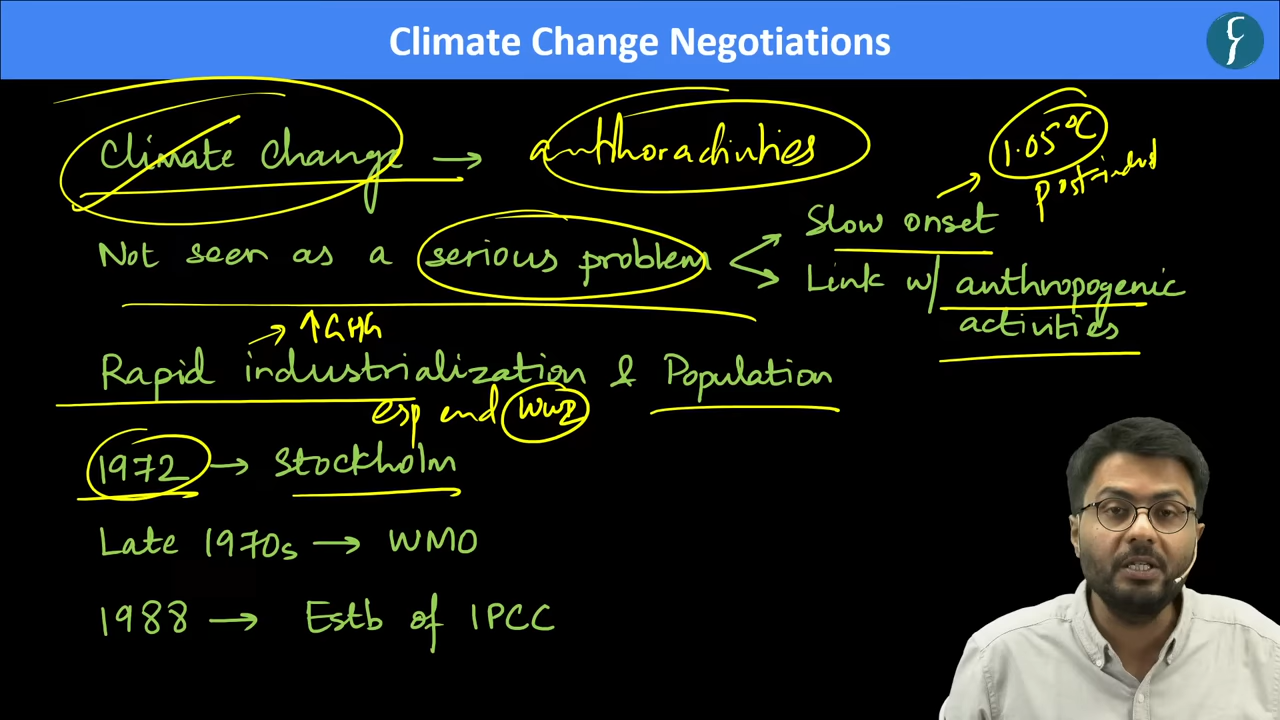 Climate Change Negotiations
Climate change → anthoractivities
1.05°C
post-indust
Not seen as a serious problem
Slow onset
Link w/ anthropogenic
activities
↑ GHG
Rapid industrialization & Population
esp end WW2
1972 → Stockholm
Late 1970s → WMO
1988 → Estb of IPCC